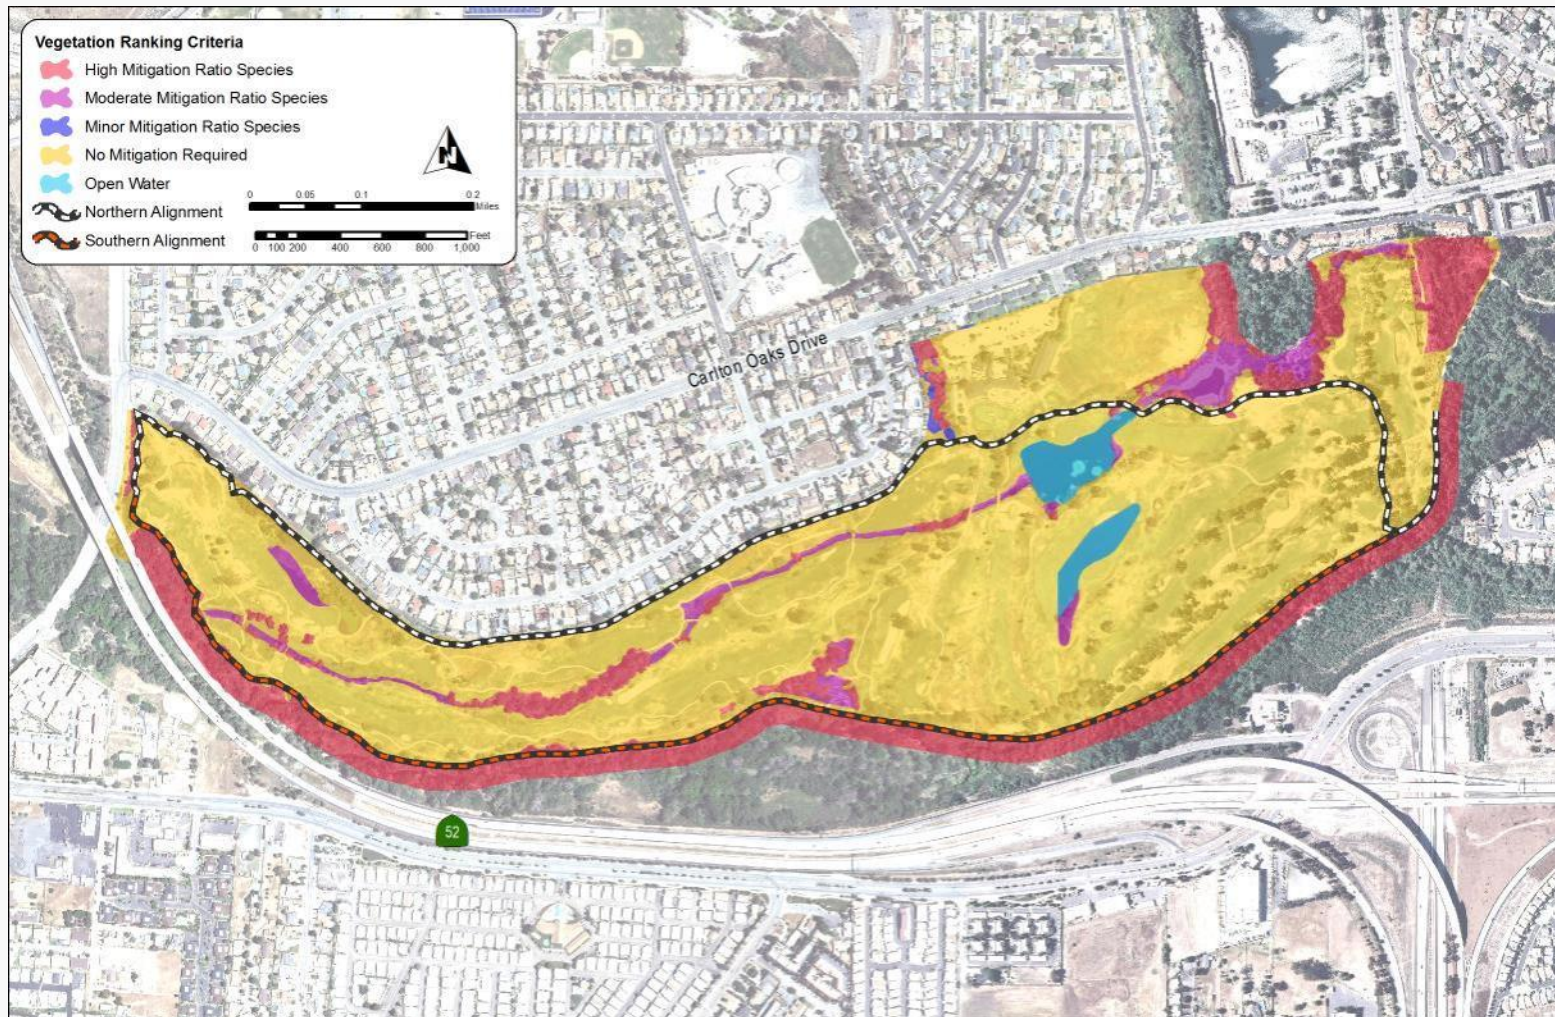 Vegetation Ranking Criteria
High Mitigation Ratio Species
Moderate Mitigation Ratio Species
Minor Mitigation Ratio Species
No Mitigation Required
Open Water
Northern Alignment
Southern Alignment
N
0 0.05 0.1 0.2
Miles
0 100 200 400 600 800 1,000
Feet
Carlton Oaks Drive
52